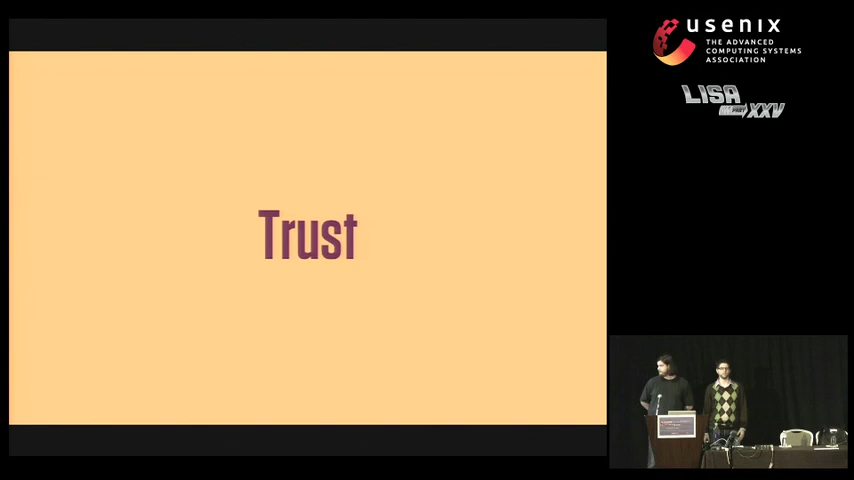 Trust
usenix
THE ADVANCED
COMPUTING SYSTEMS
ASSOCIATION
LISA
XXV